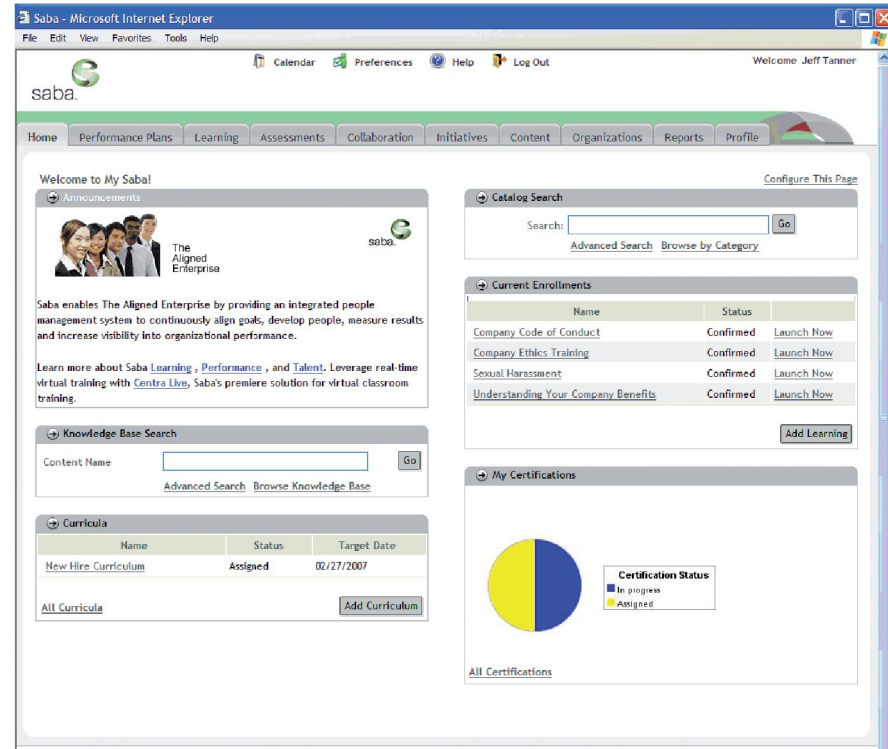 Saba - Microsoft Internet Explorer
File Edit View Favorites Tools Help
Calendar Preferences Help Log Out
Welcome Jeff Tanner
saba.
Home Performance Plans Learning Assessments Collaboration Initiatives Content Organizations Reports Profile
Welcome to My Saba!
Configure This Page
Announcements
The
Aligned
Enterprise
saba.
Saba enables The Aligned Enterprise by providing an integrated people
management system to continuously align goals, develop people, measure results
and increase visibility into organizational performance.
Learn more about Saba Learning , Performance , and Talent. Leverage real-time
virtual training with Centra Live, Saba's premiere solution for virtual classroom
training.
Knowledge Base Search
Content Name Go
Advanced Search Browse Knowledge Base
Curricula
Name Status Target Date
New Hire Curriculum Assigned 02/27/2007
All Curricula Add Curriculum
Catalog Search
Search: Go
Advanced Search Browse by Category
Current Enrollments
Name Status
Company Code of Conduct Confirmed Launch Now
Company Ethics Training Confirmed Launch Now
Sexual Harassment Confirmed Launch Now
Understanding Your Company Benefits Confirmed Launch Now
Add Learning
My Certifications
Certification Status
In progress
Assigned
All Certifications